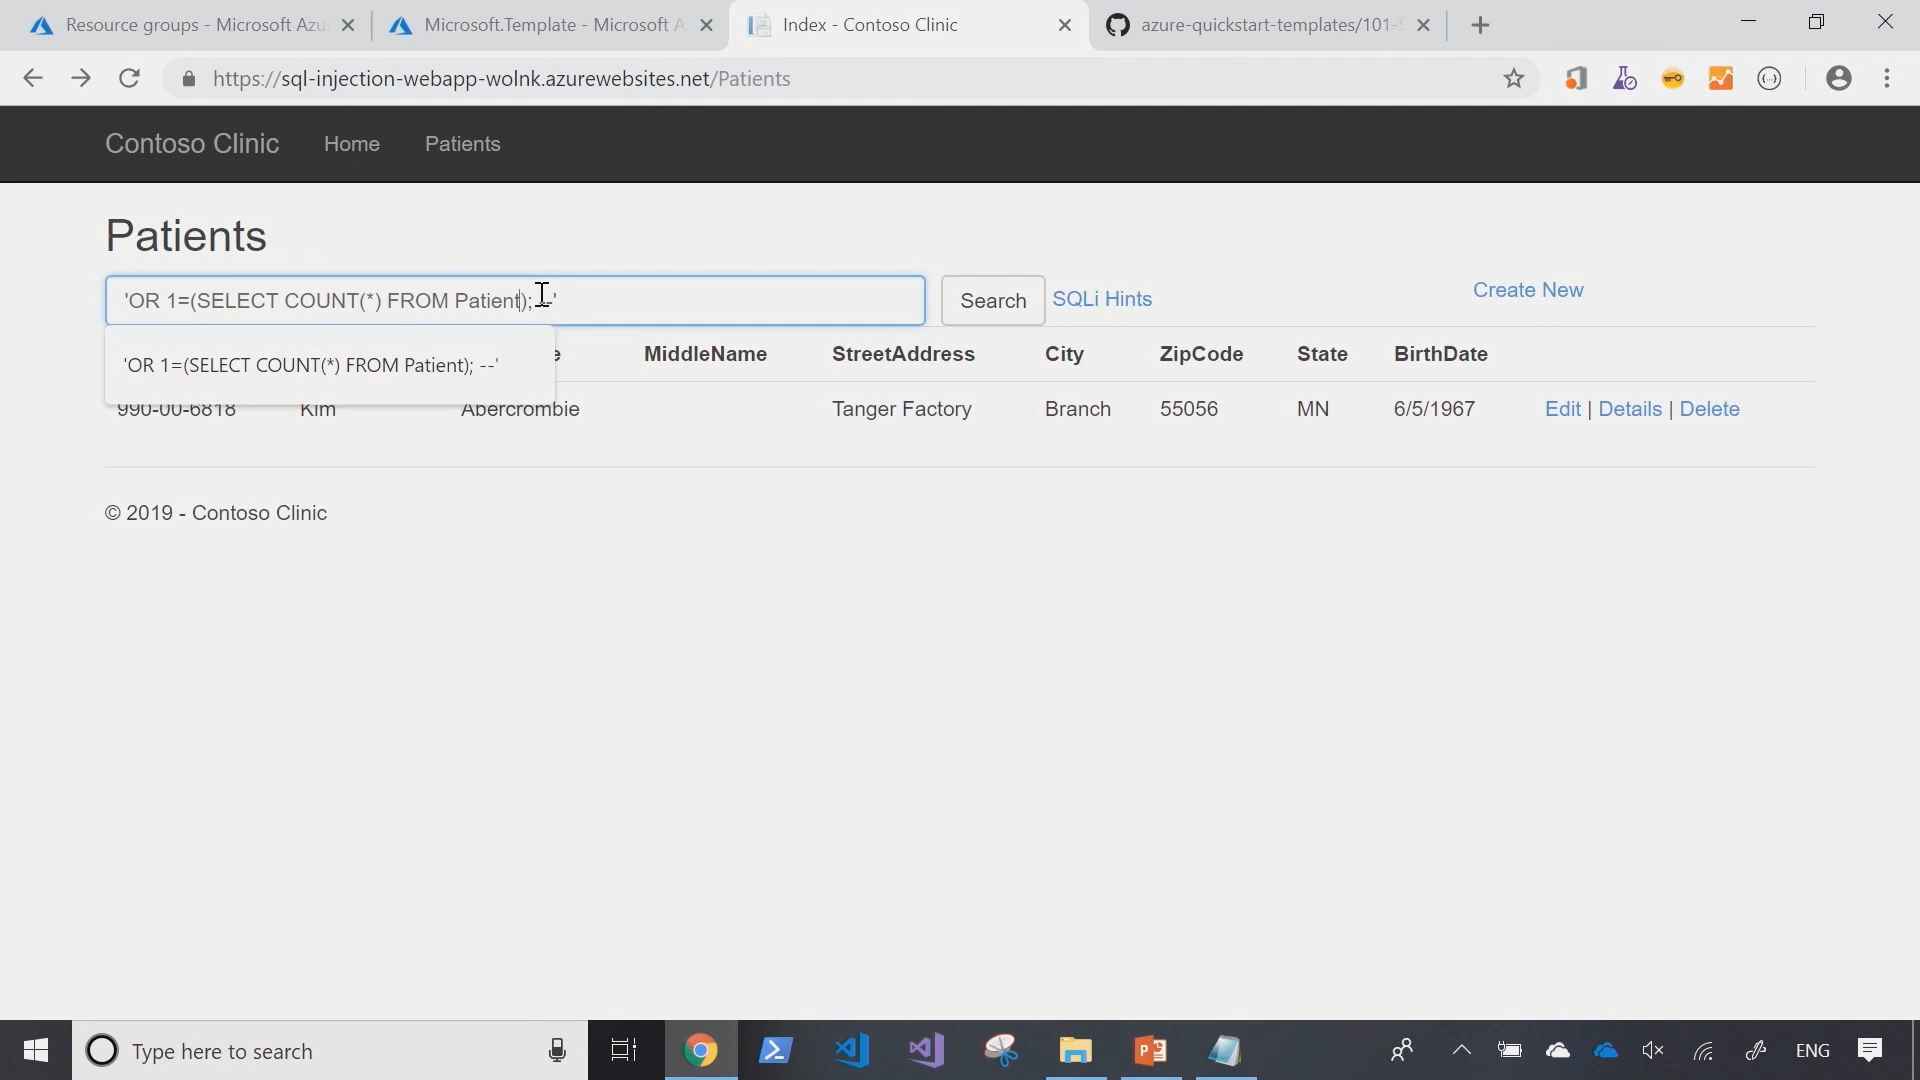 Resource groups - Microsoft Azu
Microsoft.Template - Microsoft A
Index - Contoso Clinic
azure-quickstart-templates/101-S
https://sql-injection-webapp-wolnk.azurewebsites.net/Patients
Contoso Clinic
Home
Patients
Patients
'OR 1=(SELECT COUNT(*) FROM Patient); --'
Search
SQLi Hints
Create New
'OR 1=(SELECT COUNT(*) FROM Patient); --'
e MiddleName StreetAddress City ZipCode State BirthDate
990-00-6818 Kim Abercrombie Tanger Factory Branch 55056 MN 6/5/1967 Edit | Details | Delete
© 2019 - Contoso Clinic
Type here to search
ENG